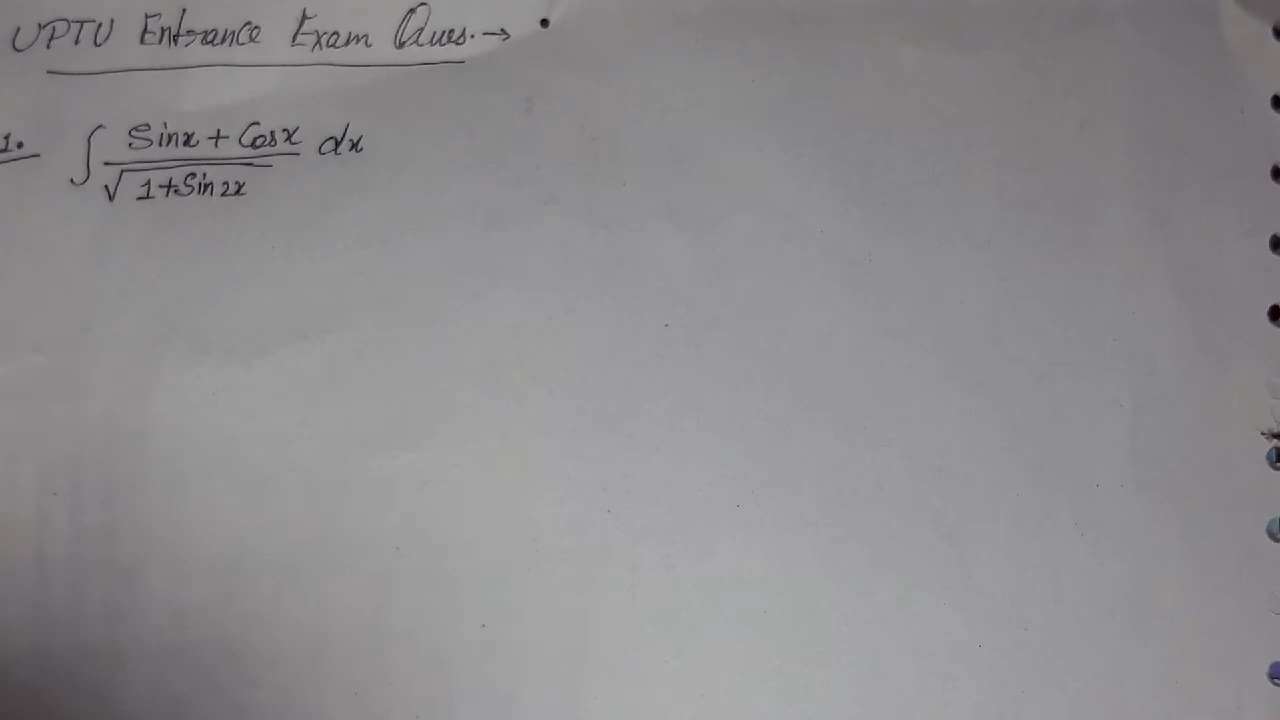 UPTU Entrance Exam Ques. →
1. ∫ (Sinx + Cosx) / √(1+Sin2x) dx